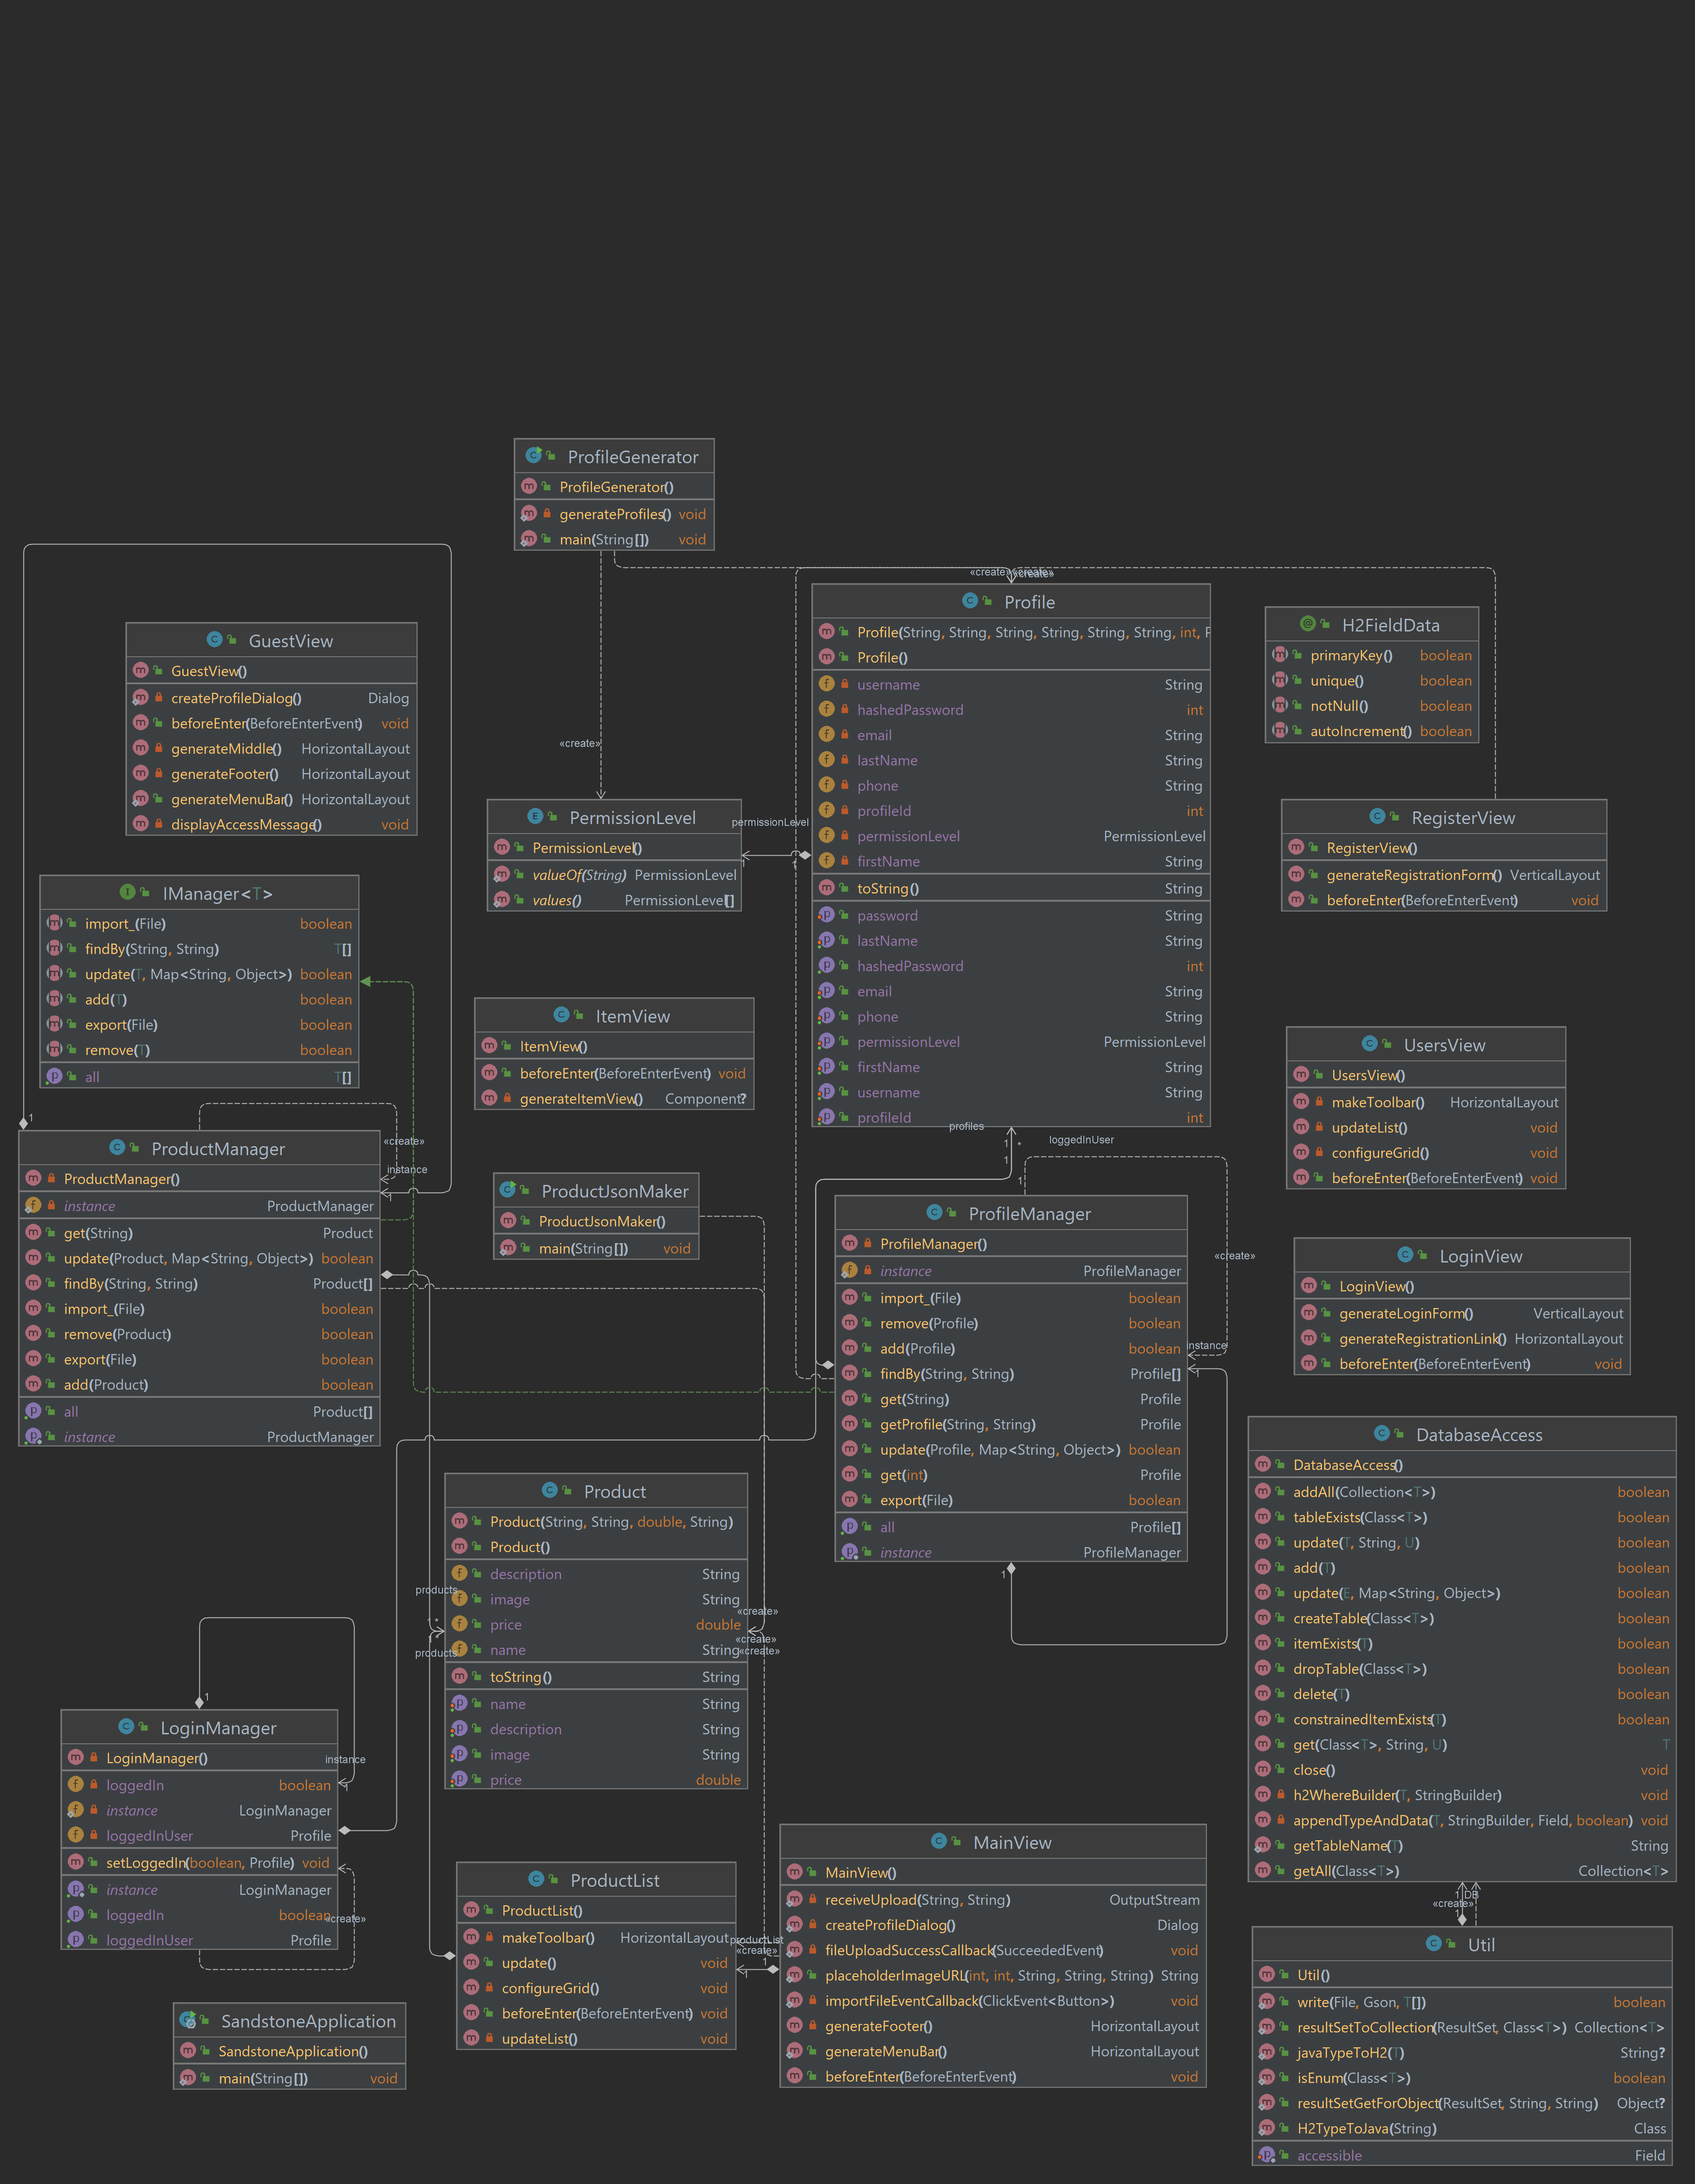 ProfileGenerator
ProfileGenerator()
generateProfiles() void
main(String[]) void
«create»
«create»
«create»
Profile
Profile(String, String, String, String, String, String, int, P
Profile()
username String
hashedPassword int
email String
lastName String
phone String
profileId int
permissionLevel PermissionLevel
firstName String
toString() String
password String
lastName String
hashedPassword int
email String
phone String
permissionLevel PermissionLevel
firstName String
username String
profileId int
H2FieldData
primaryKey() boolean
unique() boolean
notNull() boolean
autoIncrement() boolean
GuestView
GuestView()
createProfileDialog() Dialog
beforeEnter(BeforeEnterEvent) void
generateMiddle() HorizontalLayout
generateFooter() HorizontalLayout
generateMenuBar() HorizontalLayout
displayAccessMessage() void
PermissionLevel
PermissionLevel()
valueOf(String) PermissionLevel
values() PermissionLevel[]
permissionLevel
1
1
RegisterView
RegisterView()
generateRegistrationForm() VerticalLayout
beforeEnter(BeforeEnterEvent) void
IManager<T>
import_(File) boolean
findBy(String, String) T[]
update(T, Map<String, Object>) boolean
add(T) boolean
export(File) boolean
remove(T) boolean
all T[]
ItemView
ItemView()
beforeEnter(BeforeEnterEvent) void
generateItemView() Component?
UsersView
UsersView()
makeToolbar() HorizontalLayout
updateList() void
configureGrid() void
beforeEnter(BeforeEnterEvent) void
1
«create»
instance
1
ProductManager
ProductManager()
instance ProductManager
get(String) Product
update(Product, Map<String, Object>) boolean
findBy(String, String) Product[]
import_(File) boolean
remove(Product) boolean
export(File) boolean
add(Product) boolean
all Product[]
instance ProductManager
ProductJsonMaker
ProductJsonMaker()
main(String[]) void
profiles
loggedInUser
1
*
1
1
«create»
instance
1
ProfileManager
ProfileManager()
instance ProfileManager
import_(File) boolean
remove(Profile) boolean
add(Profile) boolean
findBy(String, String) Profile[]
get(String) Profile
getProfile(String, String) Profile
update(Profile, Map<String, Object>) boolean
get(int) Profile
export(File) boolean
all Profile[]
instance ProfileManager
1
LoginView
LoginView()
generateLoginForm() VerticalLayout
generateRegistrationLink() HorizontalLayout
beforeEnter(BeforeEnterEvent) void
DatabaseAccess
DatabaseAccess()
addAll(Collection<T>) boolean
tableExists(Class<T>) boolean
update(T, String, U) boolean
add(T) boolean
update(E, Map<String, Object>) boolean
createTable(Class<T>) boolean
itemExists(T) boolean
dropTable(Class<T>) boolean
delete(T) boolean
constrainedItemExists(T) boolean
get(Class<T>, String, U) T
close() void
h2WhereBuilder(T, StringBuilder) void
appendTypeAndData(T, StringBuilder, Field, boolean) void
getTableName(T) String
getAll(Class<T>) Collection<T>
Product
Product(String, String, double, String)
Product()
description String
image String
price double
name String
toString() String
name String
description String
image String
price double
products
products
«create»
«create»
«create»
1
LoginManager
LoginManager()
loggedIn boolean
instance LoginManager
loggedInUser Profile
setLoggedIn(boolean, Profile) void
instance LoginManager
loggedIn boolean
loggedInUser Profile
instance
1
«create»
ProductList
ProductList()
makeToolbar() HorizontalLayout
update() void
configureGrid() void
beforeEnter(BeforeEnterEvent) void
updateList() void
productList
«create»
1
MainView
MainView()
receiveUpload(String, String) OutputStream
createProfileDialog() Dialog
fileUploadSuccessCallback(SucceededEvent) void
placeholderImageURL(int, int, String, String, String) String
importFileEventCallback(ClickEvent<Button>) void
generateFooter() HorizontalLayout
generateMenuBar() HorizontalLayout
beforeEnter(BeforeEnterEvent) void
1
DB
«create»
1
Util
Util()
write(File, Gson, T[]) boolean
resultSetToCollection(ResultSet, Class<T>) Collection<T>
javaTypeToH2(T) String?
isEnum(Class<T>) boolean
resultSetGetForObject(ResultSet, String, String) Object?
H2TypeToJava(String) Class
accessible Field
SandstoneApplication
SandstoneApplication()
main(String[]) void